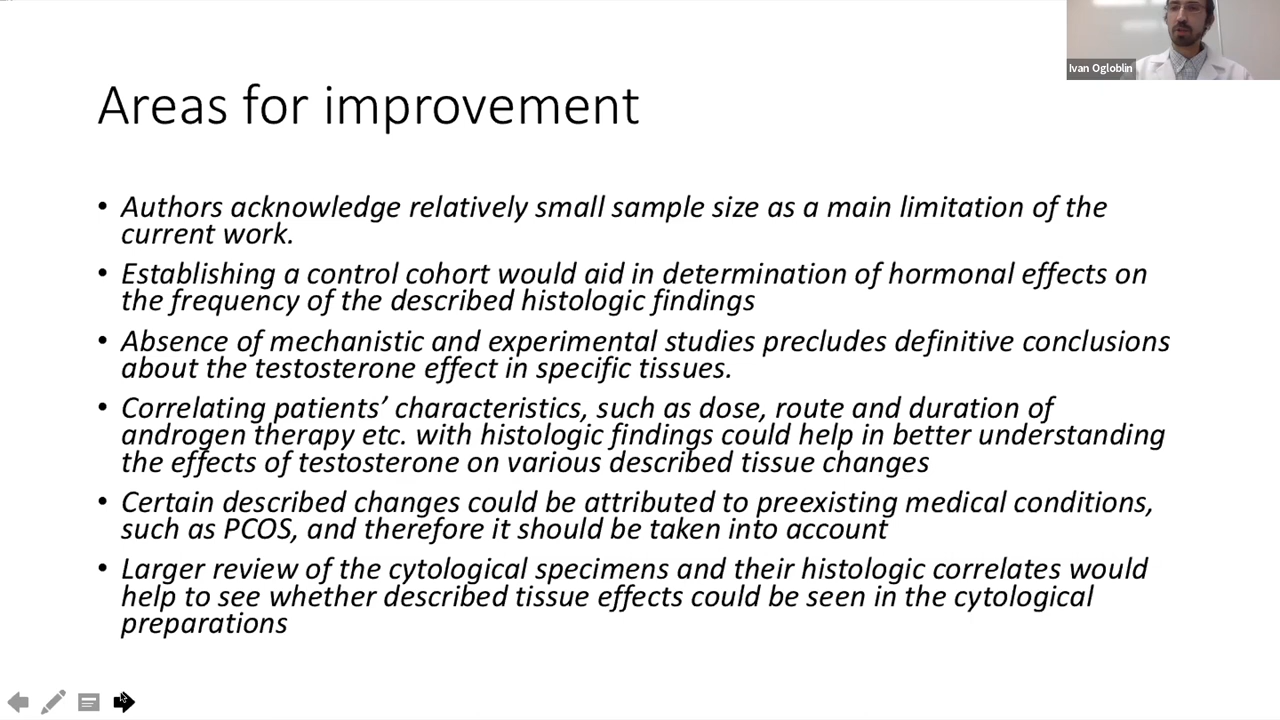 Ivan Ogloblin
Areas for improvement
• Authors acknowledge relatively small sample size as a main limitation of the
current work.
• Establishing a control cohort would aid in determination of hormonal effects on
the frequency of the described histologic findings
• Absence of mechanistic and experimental studies precludes definitive conclusions
about the testosterone effect in specific tissues.
• Correlating patients’ characteristics, such as dose, route and duration of
androgen therapy etc. with histologic findings could help in better understanding
the effects of testosterone on various described tissue changes
• Certain described changes could be attributed to preexisting medical conditions,
such as PCOS, and therefore it should be taken into account
• Larger review of the cytological specimens and their histologic correlates would
help to see whether described tissue effects could be seen in the cytological
preparations